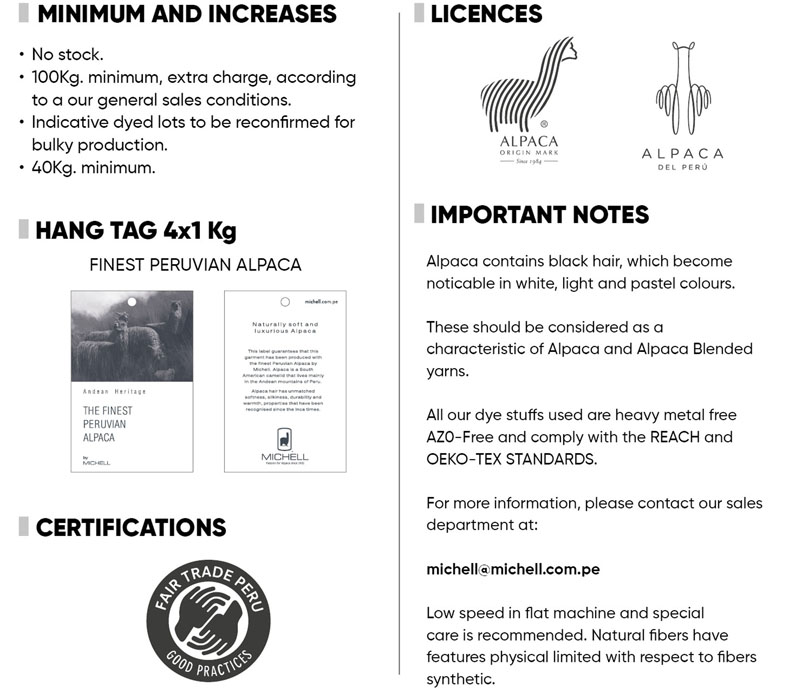 MINIMUM AND INCREASES
• No stock.
• 100Kg. minimum, extra charge, according
to a our general sales conditions.
• Indicative dyed lots to be reconfirmed for
bulky production.
• 40Kg. minimum.
HANG TAG 4x1 Kg
FINEST PERUVIAN ALPACA
Andean Heritage
THE FINEST
PERUVIAN
ALPACA
by
MICHELL
michell.com.pe
Naturally soft and
luxurious Alpaca
This label guarantees that this
garment has been produced with
the finest Peruvian Alpaca by
Michell. Alpaca is a South
American camelid that lives mainly
in the Andean mountains of Peru.
Alpaca hair has unmatched
softness, silkiness, durability and
warmth, properties that have been
recognised since the Inca times.
MICHELL
CERTIFICATIONS
FAIR TRADE PERU
GOOD PRACTICES
LICENCES
®
ALPACA
ORIGIN MARK
Since 1984
ALPACA
DEL PERÚ
IMPORTANT NOTES
Alpaca contains black hair, which become
noticable in white, light and pastel colours.
These should be considered as a
characteristic of Alpaca and Alpaca Blended
yarns.
All our dye stuffs used are heavy metal free
AZ0-Free and comply with the REACH and
OEKO-TEX STANDARDS.
For more information, please contact our sales
department at:
michell@michell.com.pe
Low speed in flat machine and special
care is recommended. Natural fibers have
features physical limited with respect to fibers
synthetic.